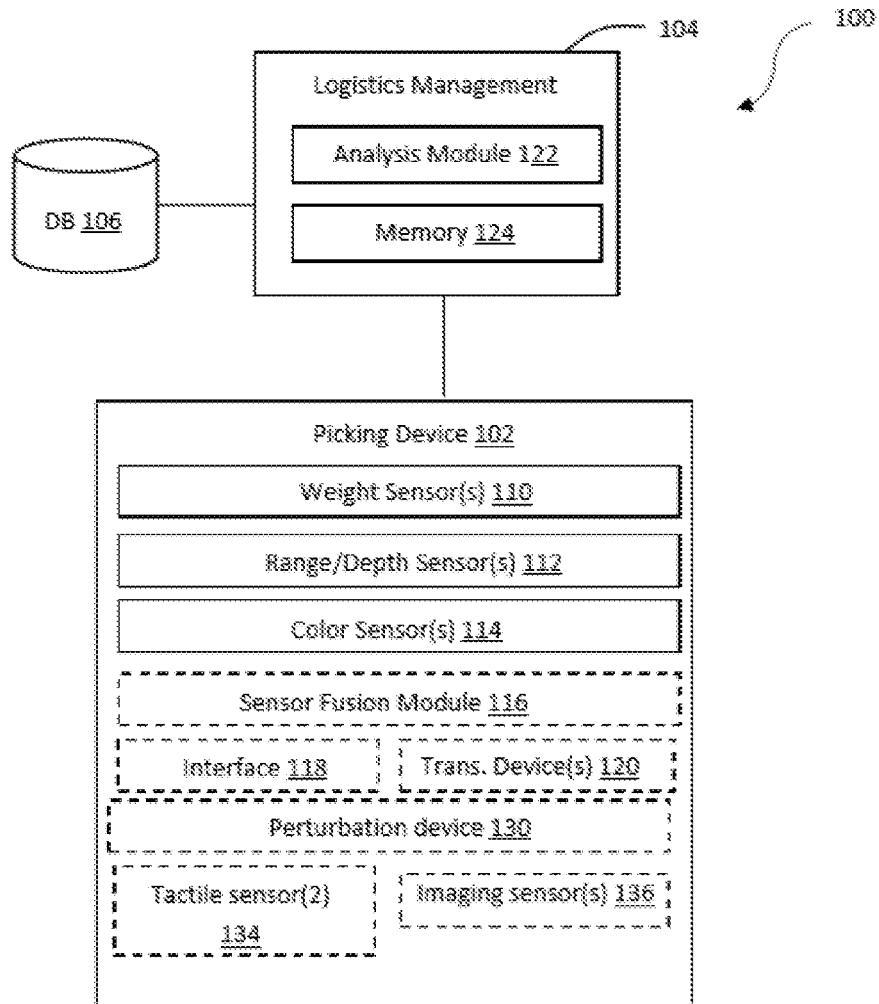 104
100
Logistics Management
Analysis Module 122
Memory 124
DB 106
Picking Device 102
Weight Sensor(s) 110
Range/Depth Sensor(s) 112
Color Sensor(s) 114
Sensor Fusion Module 116
Interface 118
Trans. Device(s) 120
Perturbation device 130
Tactile sensor(2)
134
Imaging sensor(s) 136